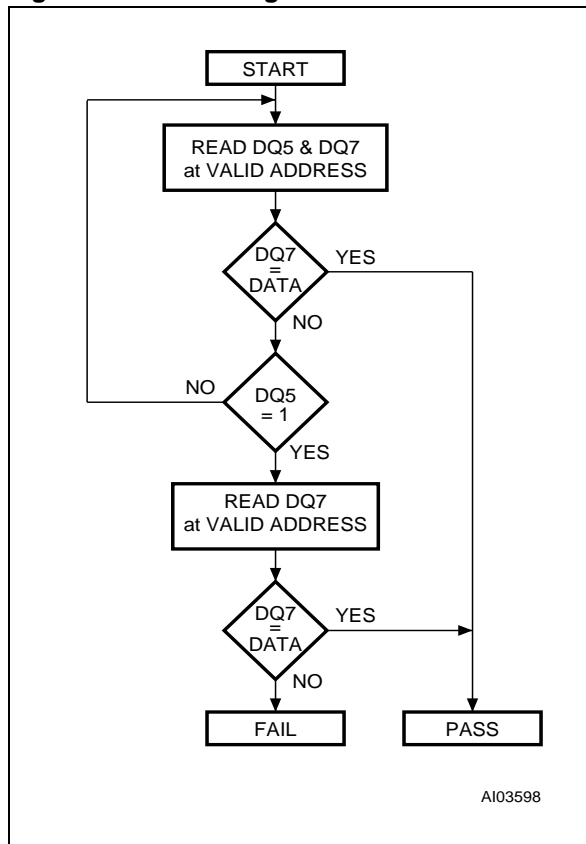 START
READ DQ5 & DQ7
at VALID ADDRESS
DQ7
=
DATA
YES
NO
DQ5
= 1
NO
YES
READ DQ7
at VALID ADDRESS
DQ7
=
DATA
YES
NO
FAIL
PASS
AI03598